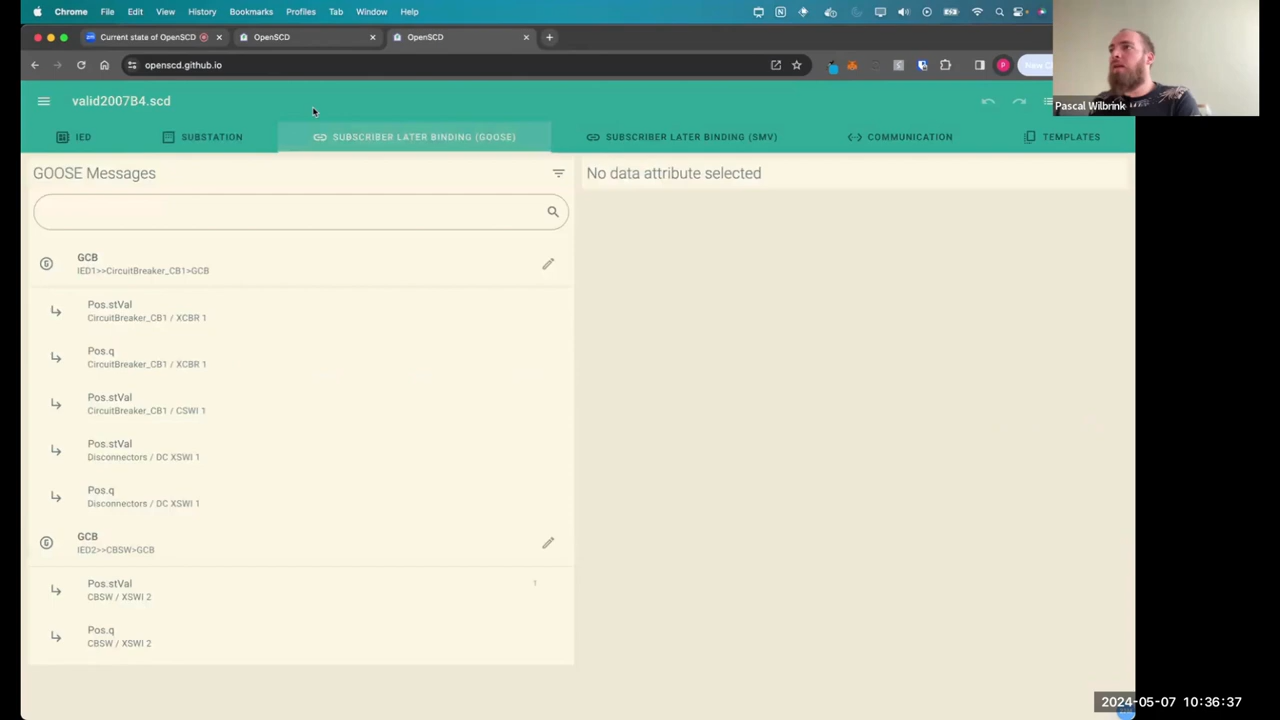 Chrome File Edit View History Bookmarks Profiles Tab Window Help
Current state of OpenSCD OpenSCD OpenSCD
openscd.github.io
Pascal Wilbrink
valid2007B4.scd
IED SUBSTATION SUBSCRIBER LATER BINDING (GOOSE) SUBSCRIBER LATER BINDING (SMV) COMMUNICATION TEMPLATES
GOOSE Messages
No data attribute selected
GCB
IED1>>CircuitBreaker_CB1>GCB
Pos.stVal
CircuitBreaker_CB1 / XCBR 1
Pos.q
CircuitBreaker_CB1 / XCBR 1
Pos.stVal
CircuitBreaker_CB1 / CSWI 1
Pos.stVal
Disconnectors / DC XSWI 1
Pos.q
Disconnectors / DC XSWI 1
GCB
IED2>>CBSW>GCB
Pos.stVal
1
CBSW / XSWI 2
Pos.q
CBSW / XSWI 2
2024-05-07 10:36:37